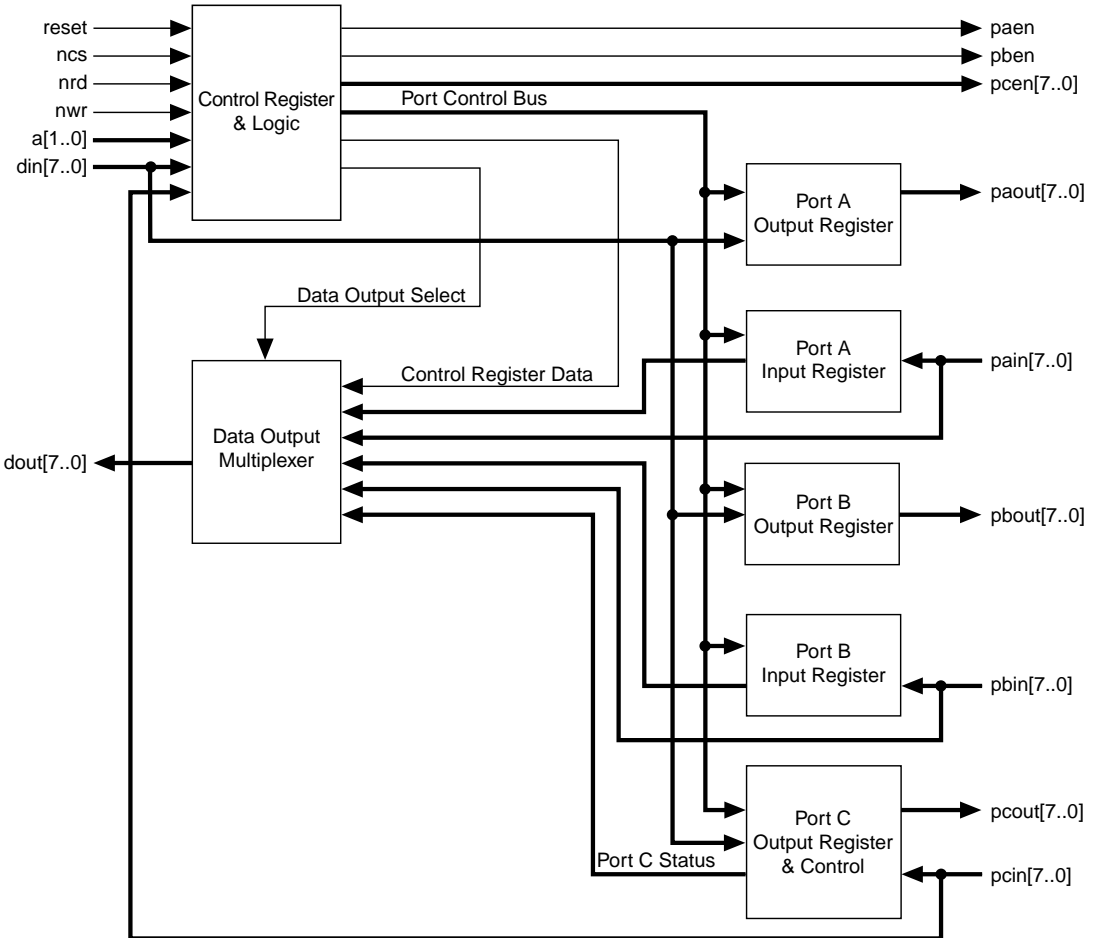 reset
ncs
nrd
nwr
a[1..0]
din[7..0]
Control Register
& Logic
paen
pben
pcen[7..0]
Port Control Bus
Port A
Output Register
paout[7..0]
Data Output Select
Port A
Input Register
pain[7..0]
Control Register Data
Data Output
Multiplexer
dout[7..0]
Port B
Output Register
pbout[7..0]
Port B
Input Register
pbin[7..0]
Port C
Output Register
& Control
pcout[7..0]
Port C Status
pcin[7..0]